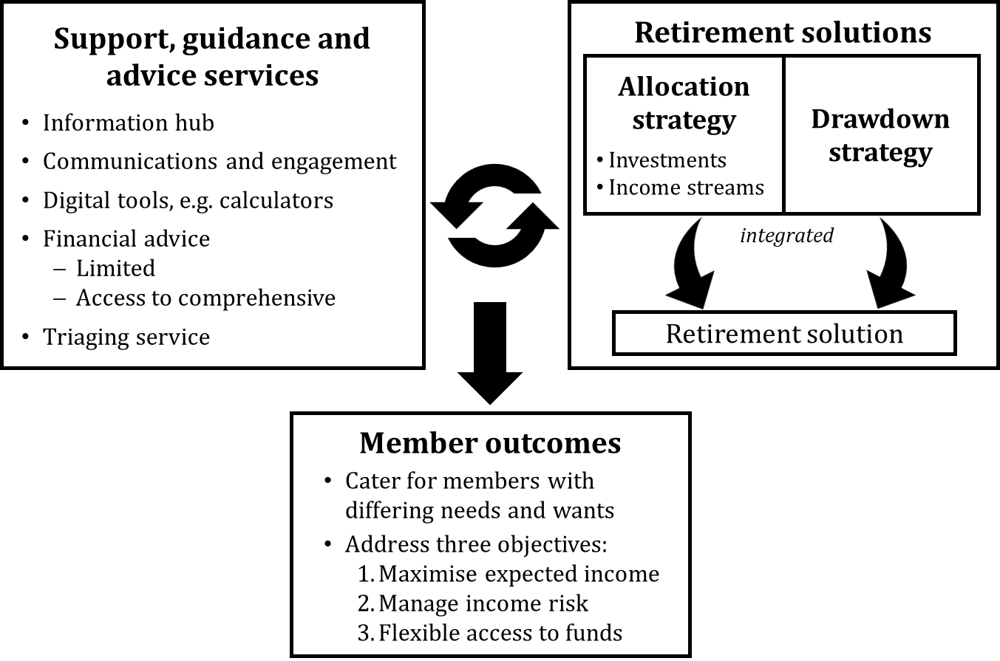 Support, guidance and
advice services
• Information hub
• Communications and engagement
• Digital tools, e.g. calculators
• Financial advice
– Limited
– Access to comprehensive
• Triaging service
Retirement solutions
Allocation
strategy
• Investments
• Income streams
Drawdown
strategy
integrated
Retirement solution
Member outcomes
• Cater for members with
differing needs and wants
• Address three objectives:
1. Maximise expected income
2. Manage income risk
3. Flexible access to funds